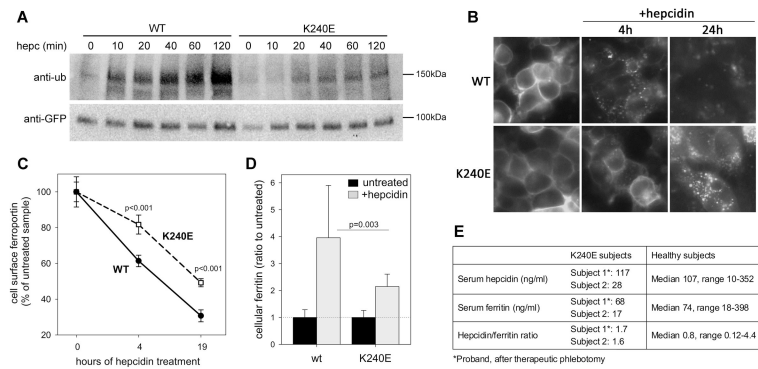 A
WT
K240E
hepc (min)
0 10 20 40 60 120 0 10 20 40 60 120
anti-ub
150kDa
anti-GFP
100kDa
B
+hepcidin
4h 24h
WT
K240E
C
cell surface ferroportin
(% of untreated sample)
100
80
60
40
20
p<0.001
K240E
WT
p<0.001
0 4 19
hours of hepcidin treatment
D
cellular ferritin (ratio to untreated)
6
5
4
3
2
1
0
untreated
+hepcidin
p=0.003
wt K240E
E
K240E subjects Healthy subjects
Serum hepcidin (ng/ml) Subject 1*: 117 Median 107, range 10-352
Subject 2: 28
Serum ferritin (ng/ml) Subject 1*: 68 Median 74, range 18-398
Subject 2: 17
Hepcidin/ferritin ratio Subject 1*: 1.7 Median 0.8, range 0.12-4.4
Subject 2: 1.6
*Proband, after therapeutic phlebotomy